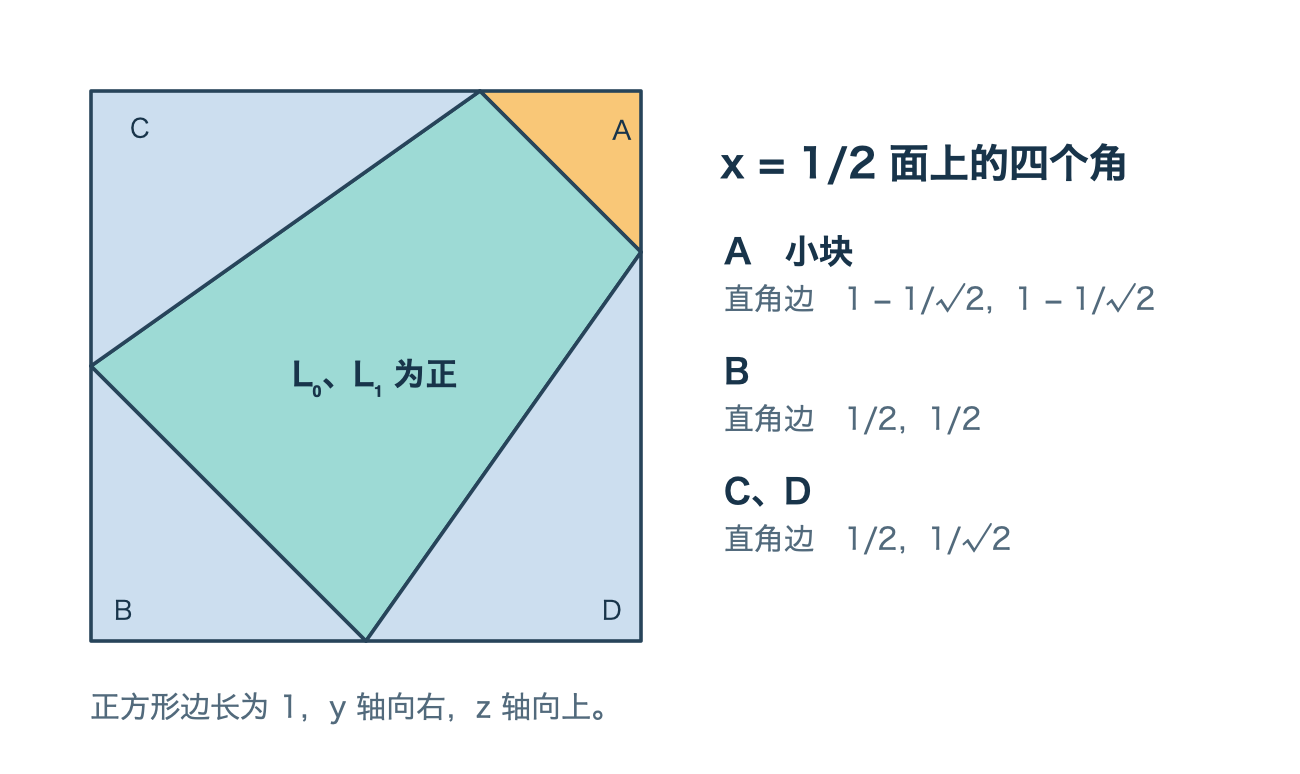 C
A
L₀、L₁ 为正
B
D
正方形边长为 1，y 轴向右，z 轴向上。
x = 1/2 面上的四个角
A 小块
直角边 1 – 1/√2，1 – 1/√2
B
直角边 1/2，1/2
C、D
直角边 1/2，1/√2